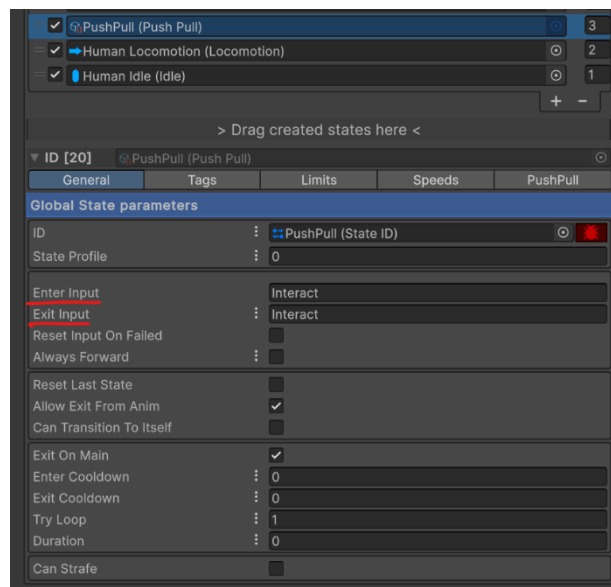 PushPull (Push Pull) 3
Human Locomotion (Locomotion) 2
Human Idle (Idle) 1
+ −
> Drag created states here <
ID [20] PushPull (Push Pull)
General Tags Limits Speeds PushPull
Global State parameters
ID PushPull (State ID)
State Profile 0
Enter Input Interact
Exit Input Interact
Reset Input On Failed
Always Forward
Reset Last State
Allow Exit From Anim
Can Transition To Itself
Exit On Main
Enter Cooldown 0
Exit Cooldown 0
Try Loop 1
Duration 0
Can Strafe